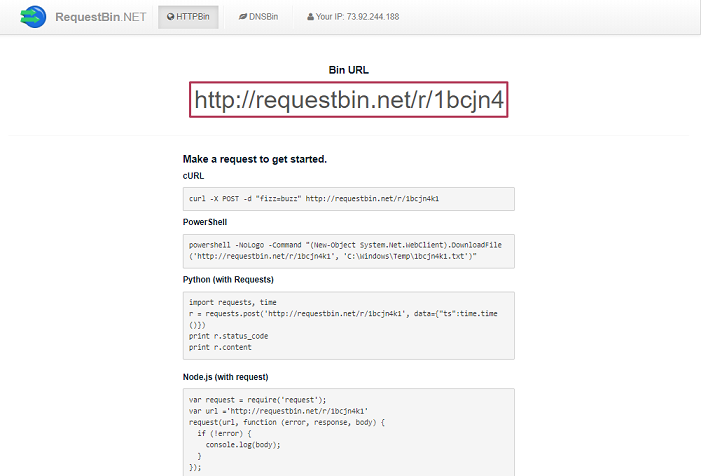 RequestBin.NET HTTPBin DNSBin Your IP: 73.92.244.188
Bin URL
http://requestbin.net/r/1bcjn4
Make a request to get started.
cURL
curl -X POST -d "fizz=buzz" http://requestbin.net/r/1bcjn4k1
PowerShell
powershell -NoLogo -Command "(New-Object System.Net.WebClient).DownloadFile
('http://requestbin.net/r/1bcjn4k1', 'C:\Windows\Temp\1bcjn4k1.txt')"
Python (with Requests)
import requests, time
r = requests.post('http://requestbin.net/r/1bcjn4k1', data={"ts":time.time
()})
print r.status_code
print r.content
Node.js (with request)
var request = require('request');
var url ='http://requestbin.net/r/1bcjn4k1'
request(url, function (error, response, body) {
if (!error) {
console.log(body);
}
});